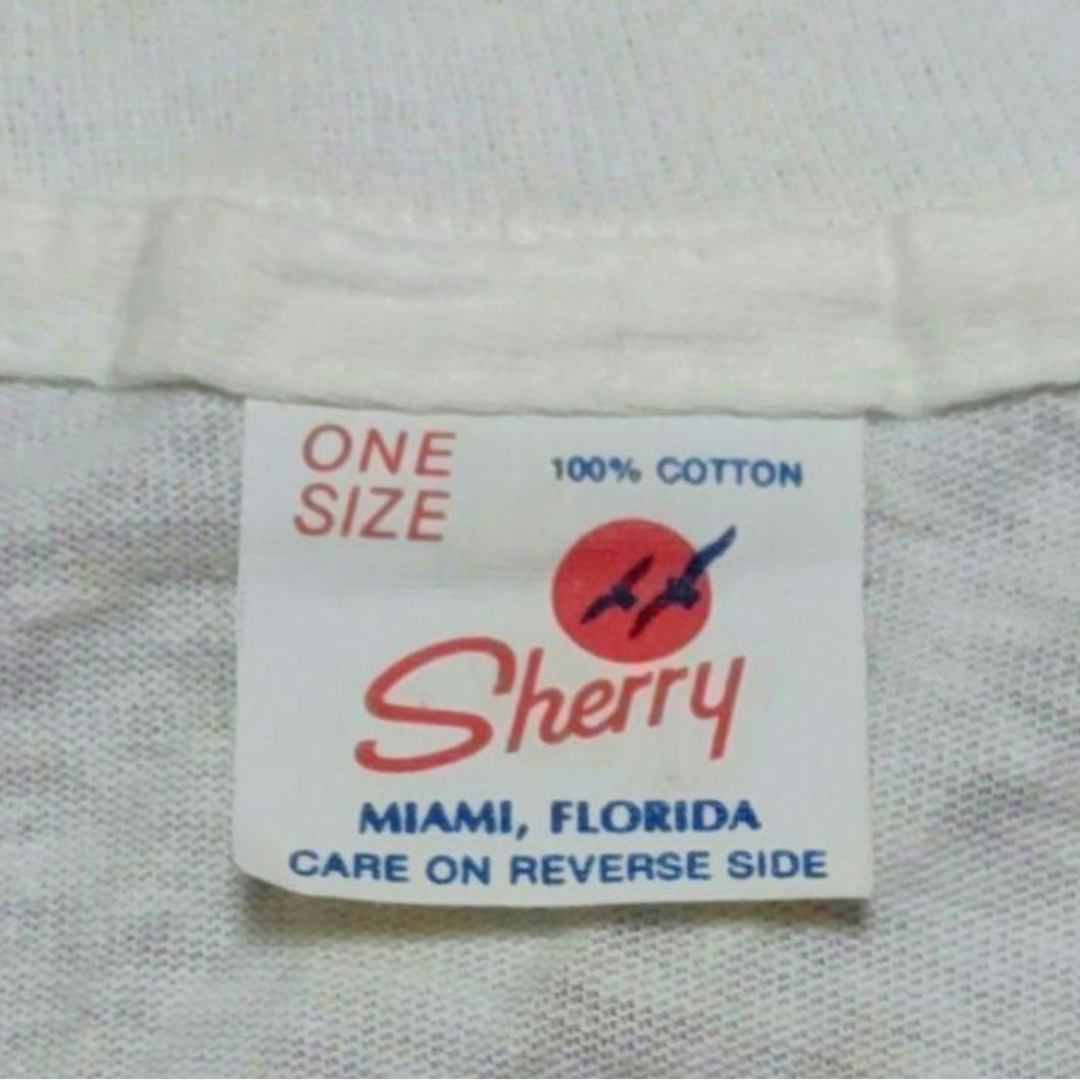 ONE
SIZE
100% COTTON
Sherry
MIAMI, FLORIDA
CARE ON REVERSE SIDE